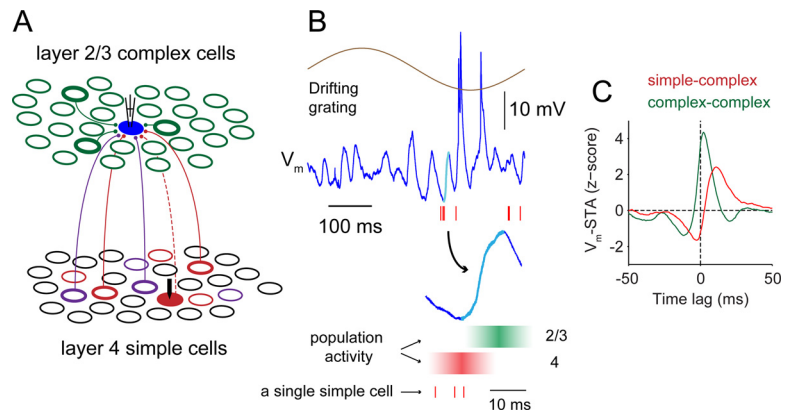 A
layer 2/3 complex cells
layer 4 simple cells
B
Drifting
grating
10 mV
Vm
100 ms
population
activity
2/3
4
a single simple cell
10 ms
C
simple-complex
complex-complex
Vm-STA (z-score)
4
2
0
-2
-50
0
50
Time lag (ms)